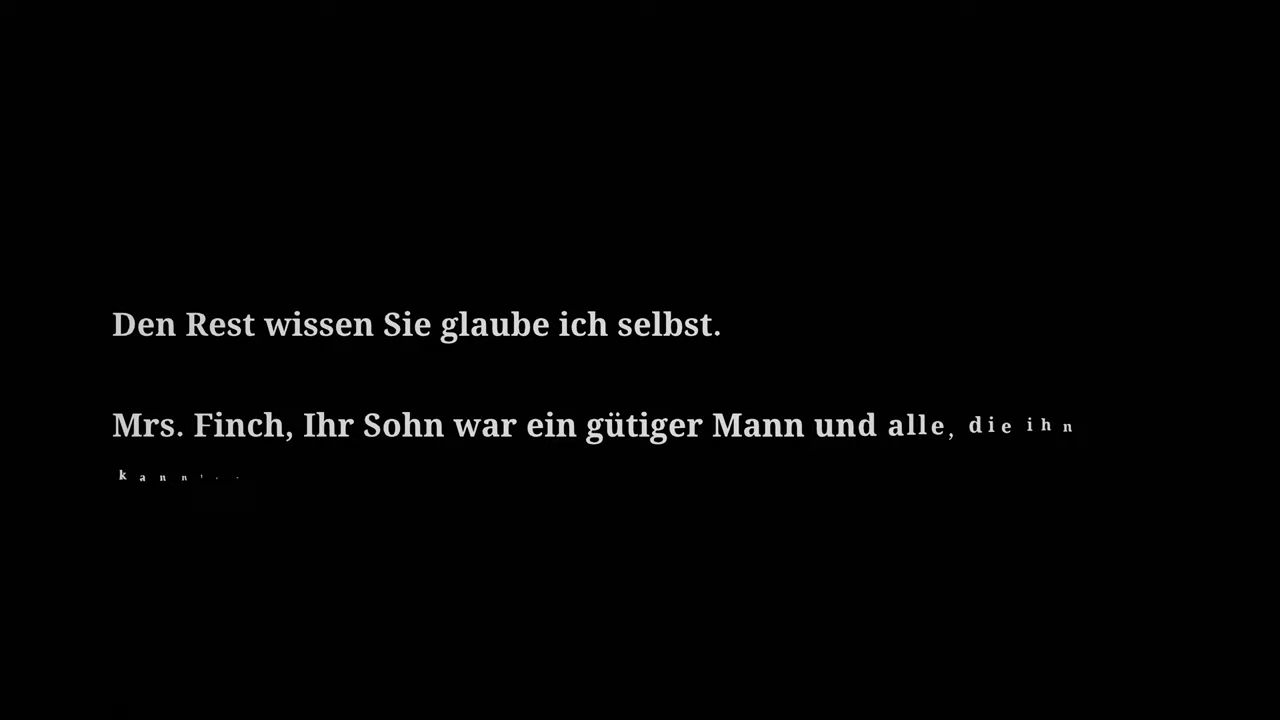 Den Rest wissen Sie glaube ich selbst.
Mrs. Finch, Ihr Sohn war ein gütiger Mann und alle, die ihn